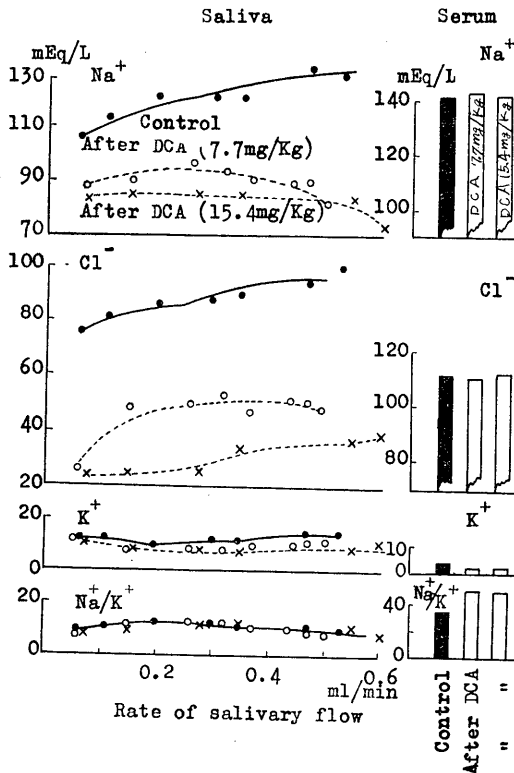 Saliva
Serum
mEq/L
Na⁺
130
110
90
70
Control
After DCA (7.7mg/Kg)
After DCA (15.4mg/Kg)
mEq/L
Na⁺
140
120
100
DCA 7.7mg/Kg
DCA 15.4mg/Kg
Cl⁻
100
80
60
40
20
Cl⁻
120
100
80
K⁺
20
10
0
K⁺
10
0
Na⁺/K⁺
20
10
0
Na⁺/K⁺
40
20
0
0.2
0.4
0.6
ml/min
Rate of salivary flow
Control
After DCA
"
"